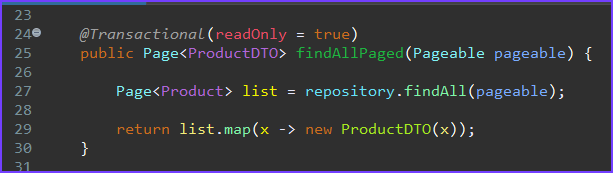 23
24 @Transactional(readOnly = true)
25 public Page<ProductDTO> findAllPaged(Pageable pageable) {
26
27 Page<Product> list = repository.findAll(pageable);
28
29 return list.map(x -> new ProductDTO(x));
30 }
31